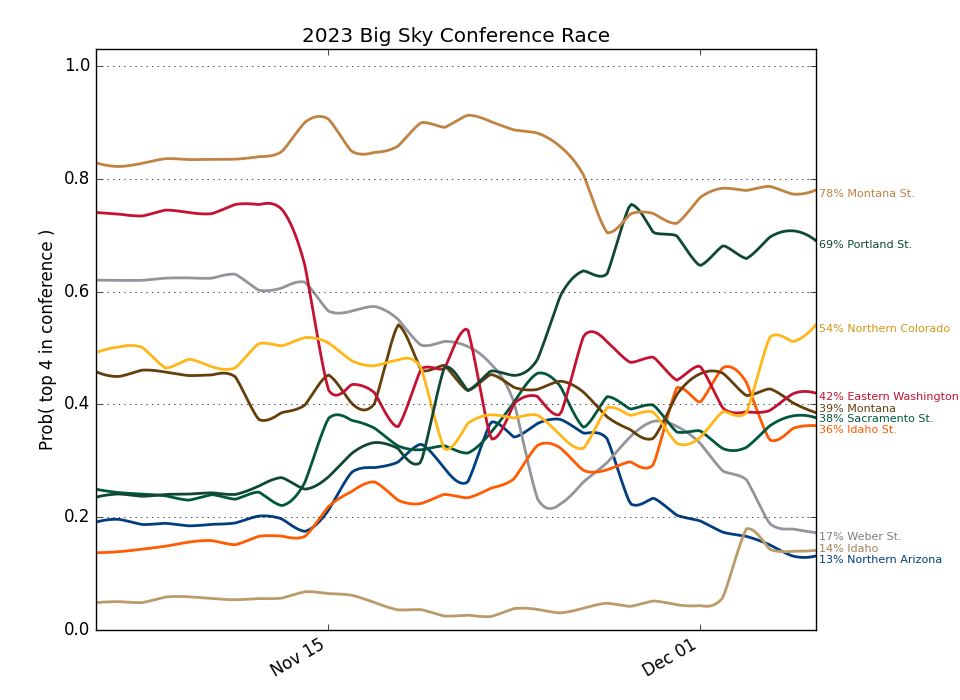 2023 Big Sky Conference Race
Prob( top 4 in conference )
1.0
0.8
0.6
0.4
0.2
0.0
Nov 15
Dec 01
78% Montana St.
69% Portland St.
54% Northern Colorado
42% Eastern Washington
39% Montana
38% Sacramento St.
36% Idaho St.
17% Weber St.
14% Idaho
13% Northern Arizona